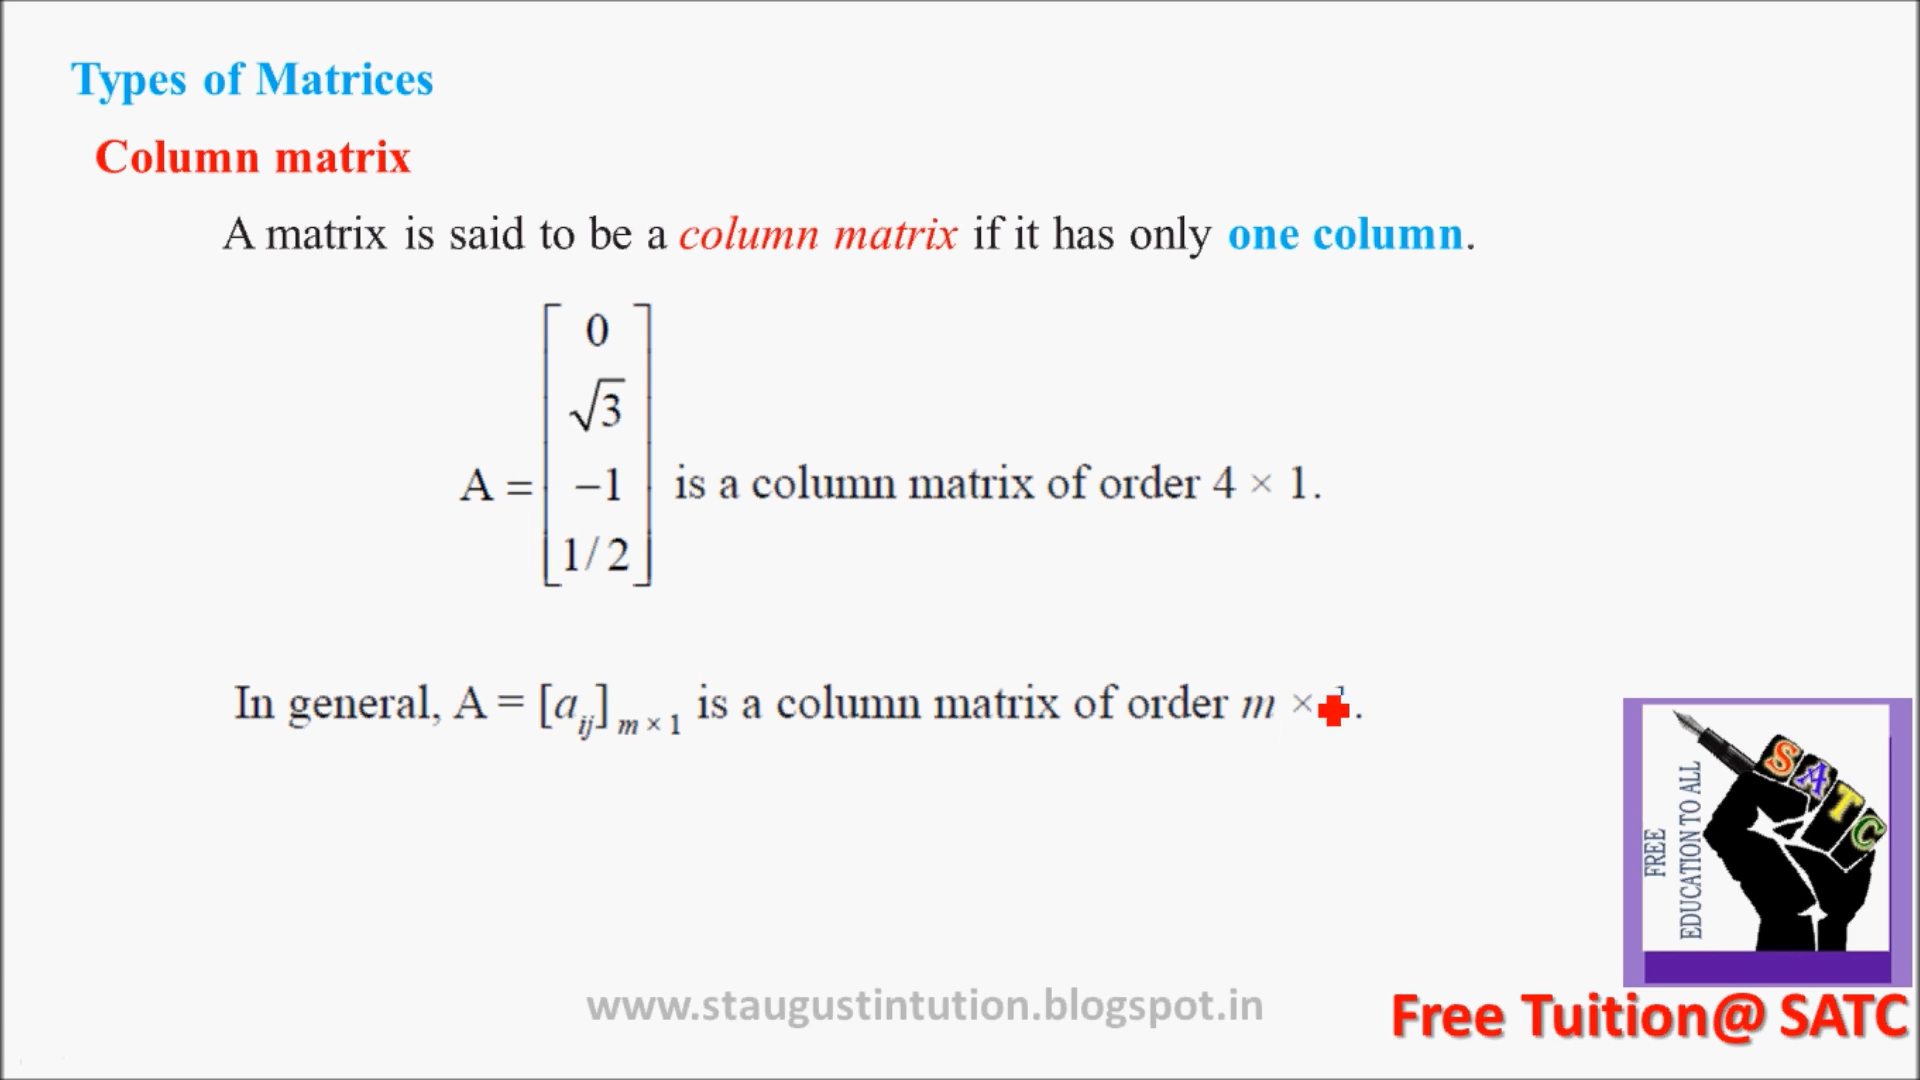 Types of Matrices
Column matrix
A matrix is said to be a column matrix if it has only one column.
0
√3
A = −1 is a column matrix of order 4 × 1.
1/2
In general, A = [aij] m × 1 is a column matrix of order m × .
FREE
EDUCATION TO ALL
SATC
www.staugustintution.blogspot.in
Free Tuition@ SATC